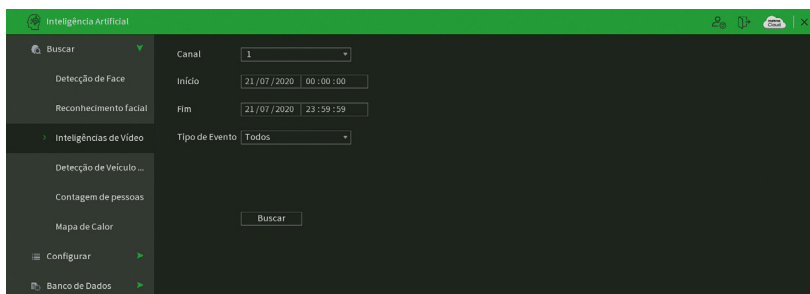 Inteligência Artificial
Buscar
Detecção de Face
Reconhecimento facial
Inteligências de Vídeo
Detecção de Veículo ...
Contagem de pessoas
Mapa de Calor
Configurar
Banco de Dados
Canal 1
Início 21/07/2020 00:00:00
Fim 21/07/2020 23:59:59
Tipo de Evento Todos
Buscar